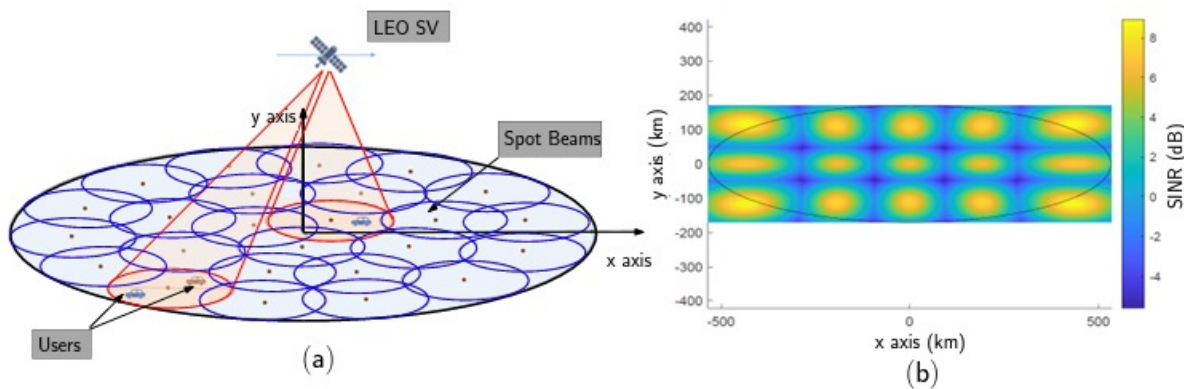 LEO SV
y axis
Spot Beams
x axis
Users
(a)
400
300
200
100
0
-100
-200
-300
-400
y axis (km)
-500
0
500
x axis (km)
8
6
4
2
0
-2
-4
SINR (dB)
(b)